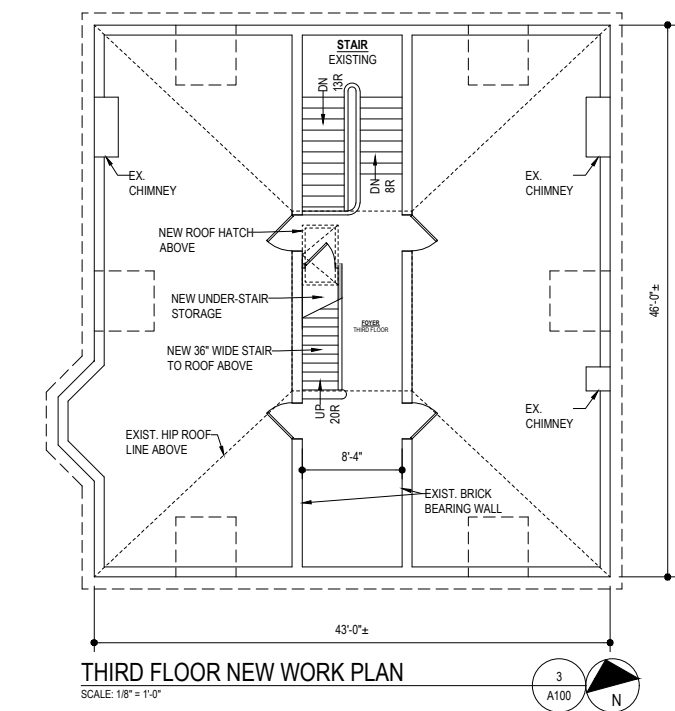 STAIR
EXISTING
DN
13R
DN
8R
EX.
CHIMNEY
EX.
CHIMNEY
NEW ROOF HATCH
ABOVE
NEW UNDER-STAIR
STORAGE
FOYER
THIRD FLOOR
46'-0"±
NEW 36" WIDE STAIR
TO ROOF ABOVE
UP
20R
EX.
CHIMNEY
EXIST. HIP ROOF
LINE ABOVE
8'-4"
EXIST. BRICK
BEARING WALL
43'-0"±
THIRD FLOOR NEW WORK PLAN
SCALE: 1/8" = 1'-0"
3
A100
N